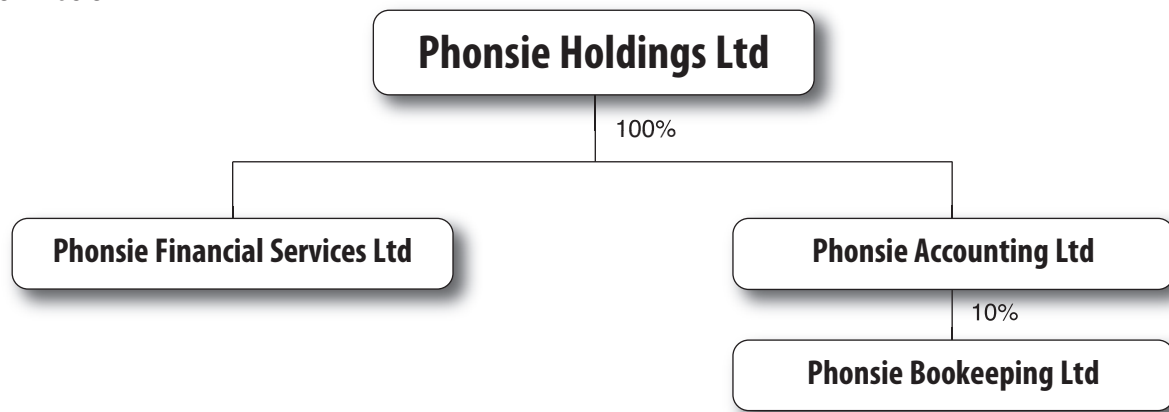 Phonsie Holdings Ltd
100%
Phonsie Financial Services Ltd
Phonsie Accounting Ltd
10%
Phonsie Bookeeping Ltd